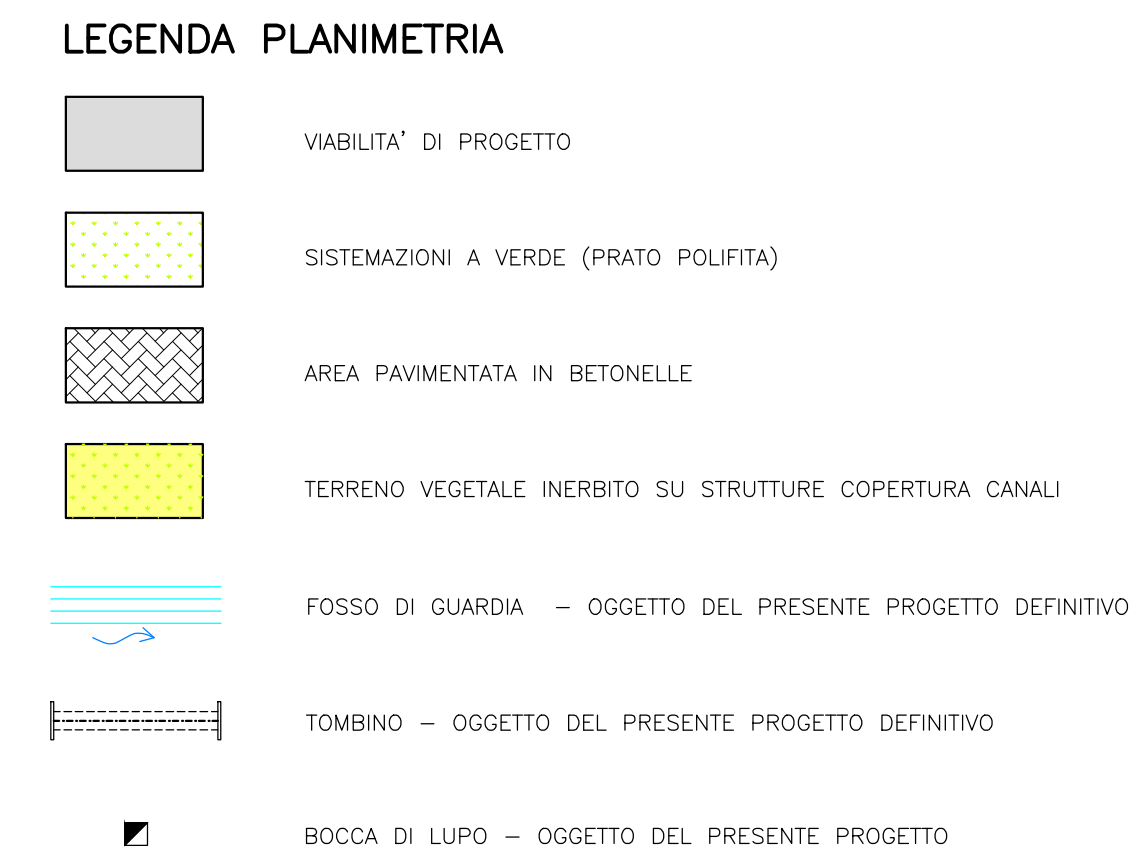 LEGENDA PLANIMETRIA
VIABILITA' DI PROGETTO
SISTEMAZIONI A VERDE (PRATO POLIFITA)
AREA PAVIMENTATA IN BETONELLE
TERRENO VEGETALE INERBITO SU STRUTTURE COPERTURA CANALI
FOSSO DI GUARDIA – OGGETTO DEL PRESENTE PROGETTO DEFINITIVO
TOMBINO – OGGETTO DEL PRESENTE PROGETTO DEFINITIVO
BOCCA DI LUPO – OGGETTO DEL PRESENTE PROGETTO